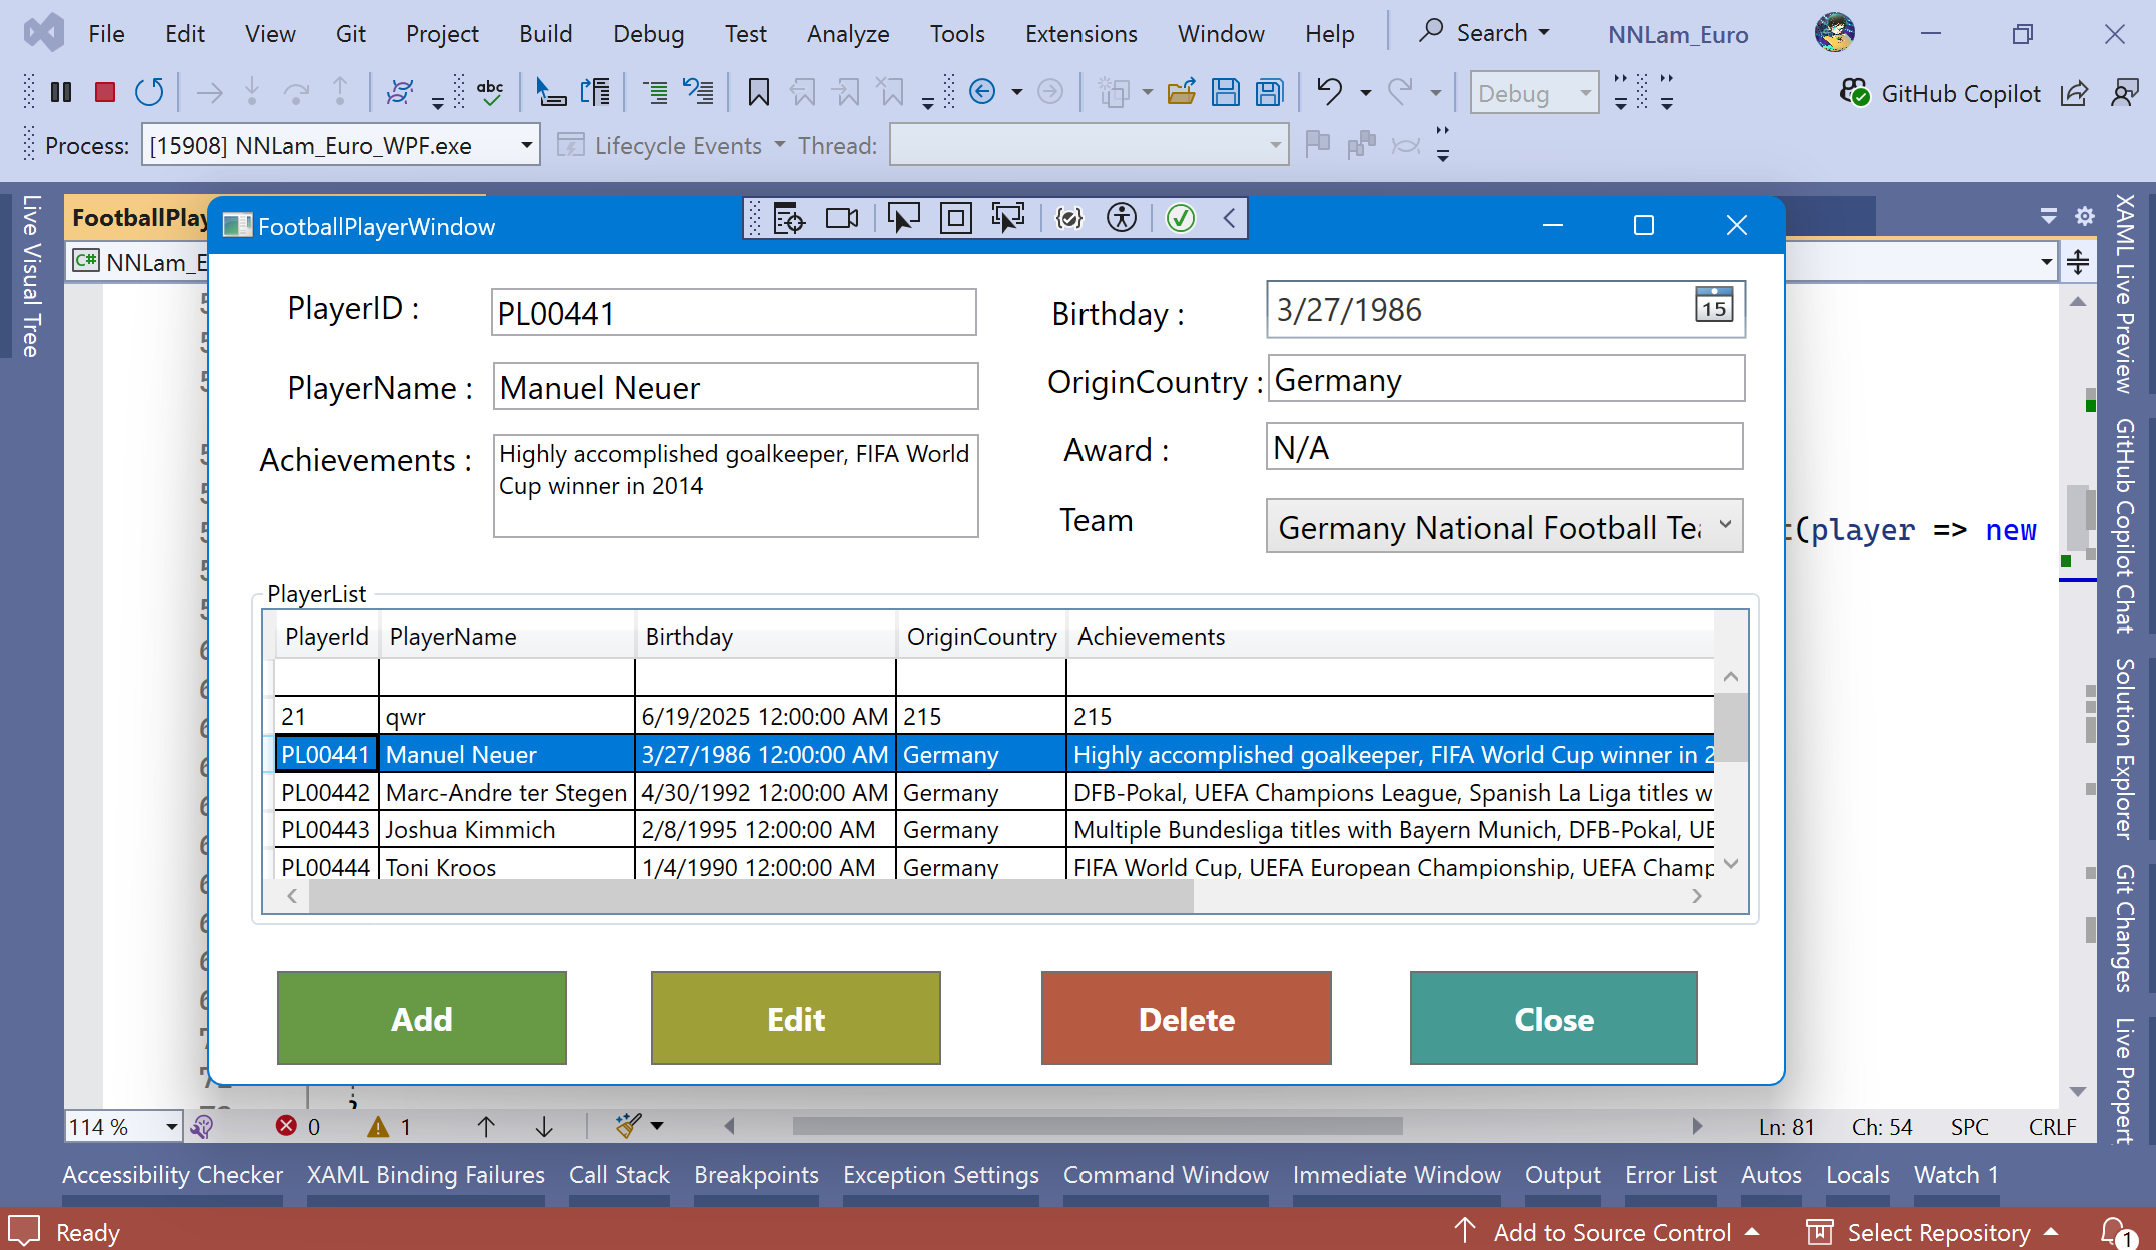 File Edit View Git Project Build Debug Test Analyze Tools Extensions Window Help Search NNLam_Euro
abc Debug GitHub Copilot
Process: [15908] NNLam_Euro_WPF.exe Lifecycle Events Thread:
Live Visual Tree
FootballPlay
C# NNLam_E
FootballPlayerWindow
PlayerID : PL00441
Birthday : 3/27/1986 15
PlayerName : Manuel Neuer
OriginCountry : Germany
Achievements : Highly accomplished goalkeeper, FIFA World
Cup winner in 2014
Award : N/A
Team Germany National Football Te
(player => new
PlayerList
PlayerId PlayerName Birthday OriginCountry Achievements
21 qwr 6/19/2025 12:00:00 AM 215 215
PL00441 Manuel Neuer 3/27/1986 12:00:00 AM Germany Highly accomplished goalkeeper, FIFA World Cup winner in 2
PL00442 Marc-Andre ter Stegen 4/30/1992 12:00:00 AM Germany DFB-Pokal, UEFA Champions League, Spanish La Liga titles w
PL00443 Joshua Kimmich 2/8/1995 12:00:00 AM Germany Multiple Bundesliga titles with Bayern Munich, DFB-Pokal, UE
PL00444 Toni Kroos 1/4/1990 12:00:00 AM Germany FIFA World Cup, UEFA European Championship, UEFA Champ
Add Edit Delete Close
XAML Live Preview
GitHub Copilot Chat
Solution Explorer
Git Changes
Live Propert
114 % 0 1 Ln: 81 Ch: 54 SPC CRLF
Accessibility Checker XAML Binding Failures Call Stack Breakpoints Exception Settings Command Window Immediate Window Output Error List Autos Locals Watch 1
Ready Add to Source Control Select Repository 1